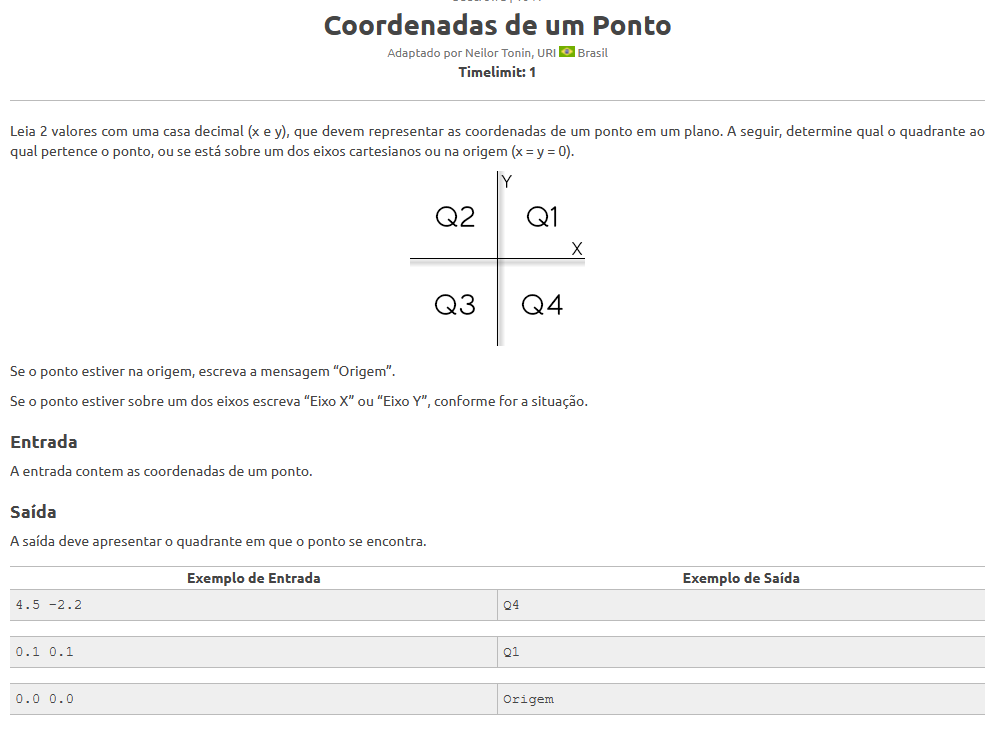 Coordenadas de um Ponto
Adaptado por Neilor Tonin, URI Brasil
Timelimit: 1
Leia 2 valores com uma casa decimal (x e y), que devem representar as coordenadas de um ponto em um plano. A seguir, determine qual o quadrante ao
qual pertence o ponto, ou se está sobre um dos eixos cartesianos ou na origem (x = y = 0).
Y
Q2 Q1
X
Q3 Q4
Se o ponto estiver na origem, escreva a mensagem “Origem”.
Se o ponto estiver sobre um dos eixos escreva “Eixo X” ou “Eixo Y”, conforme for a situação.
Entrada
A entrada contem as coordenadas de um ponto.
Saída
A saída deve apresentar o quadrante em que o ponto se encontra.
Exemplo de Entrada Exemplo de Saída
4.5 -2.2 Q4
0.1 0.1 Q1
0.0 0.0 Origem